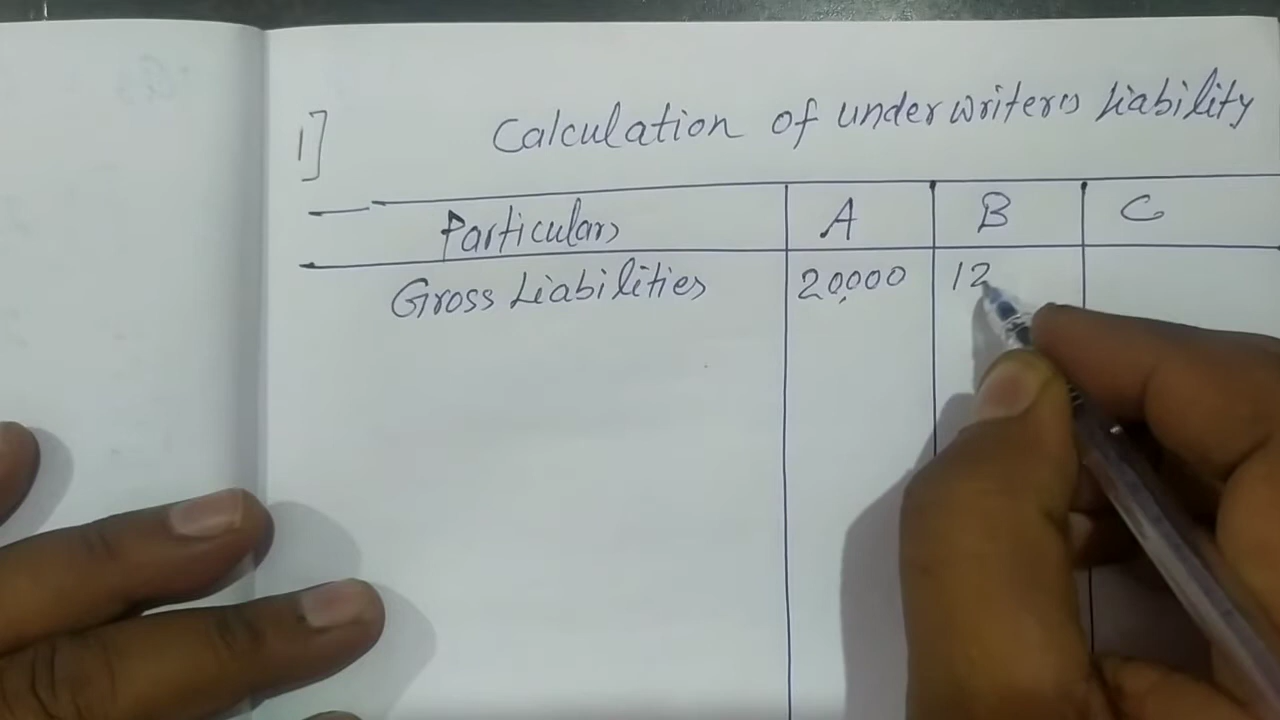 1] Calculation of underwriters Liability
Particulars A B C
Gross Liabilities 20,000 12